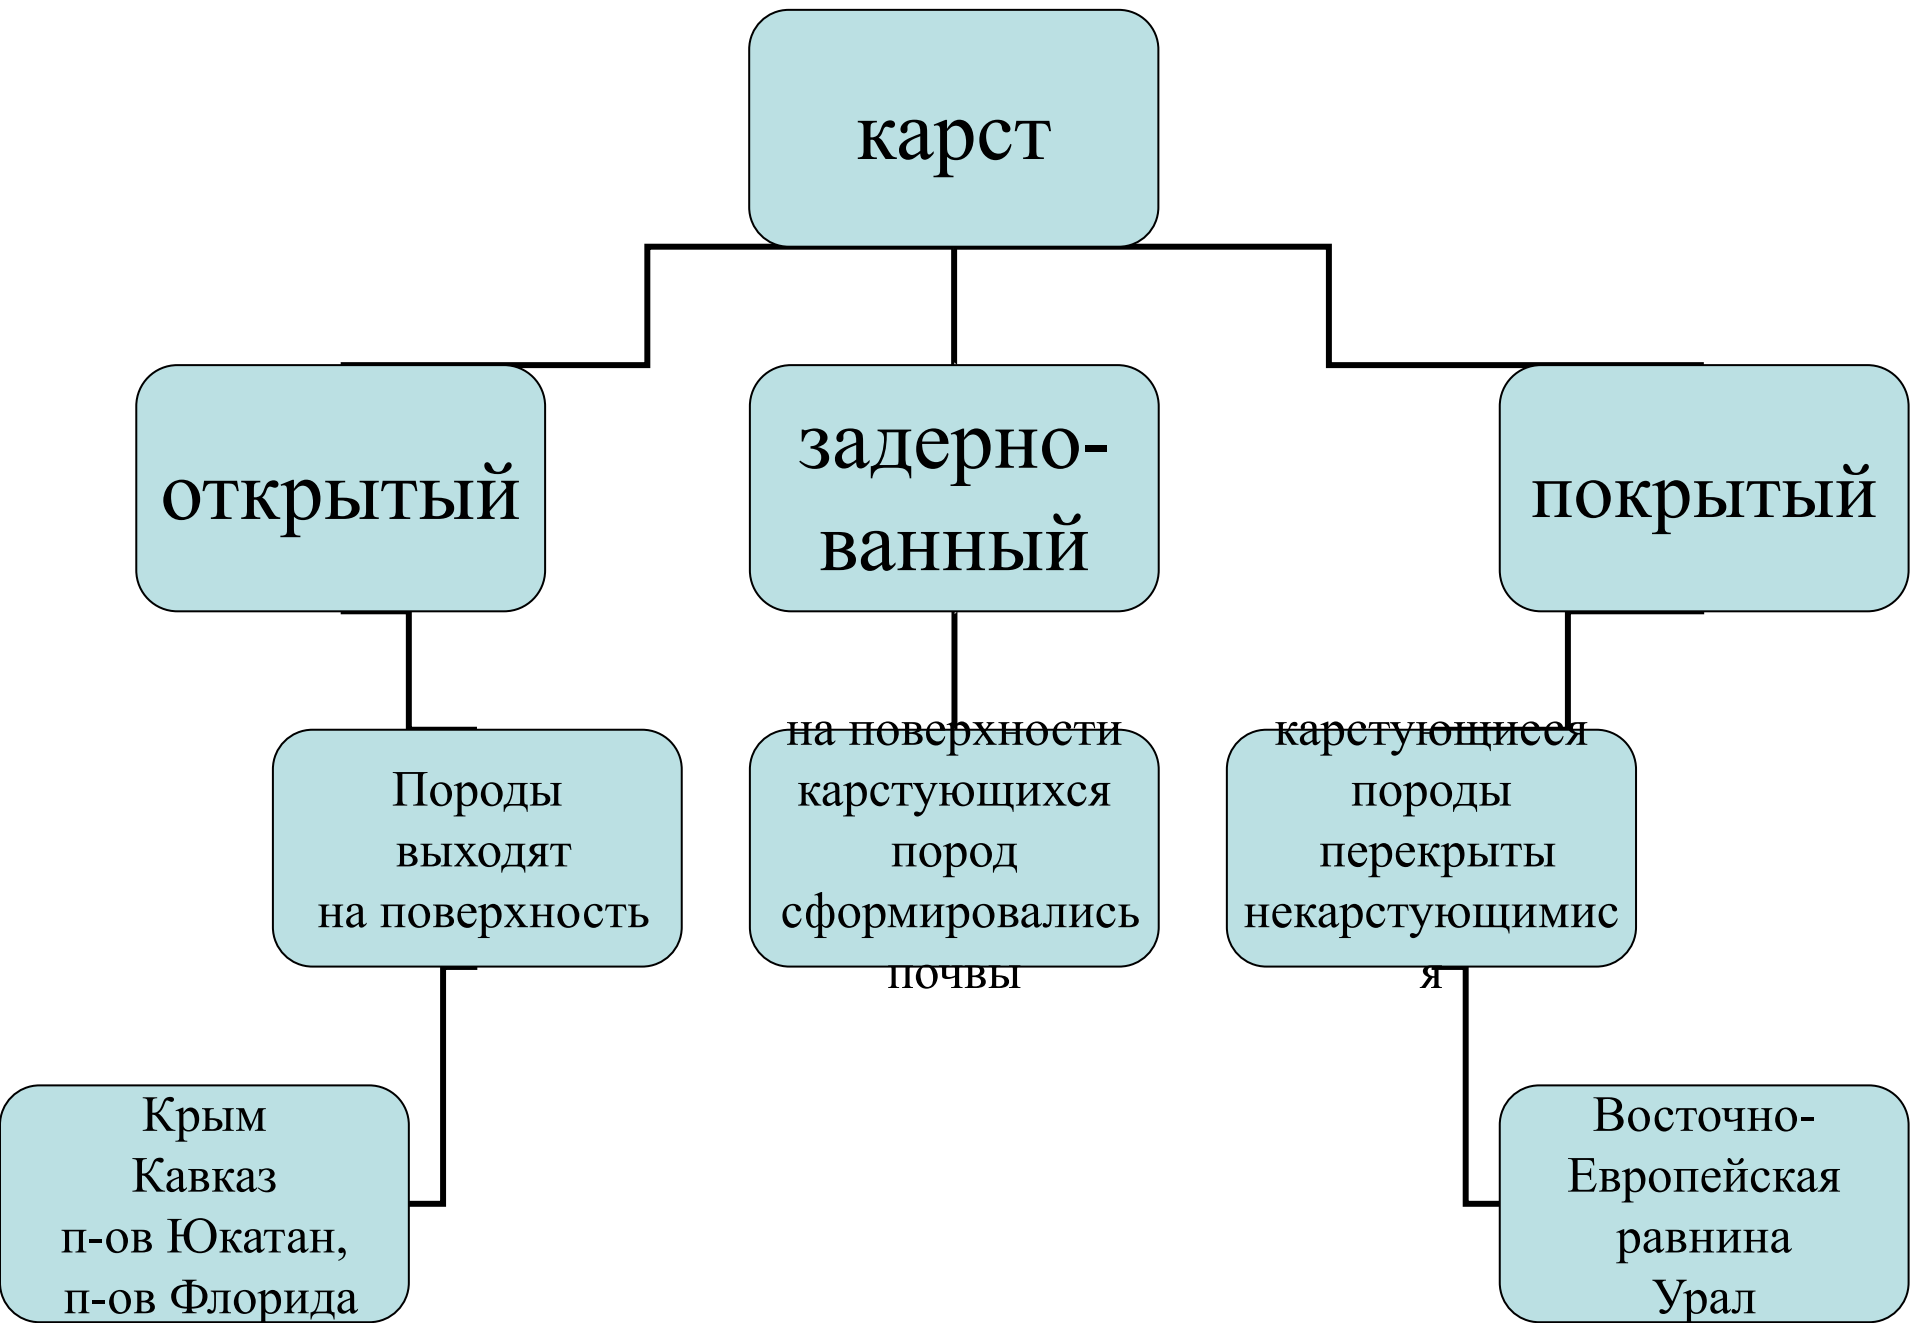 карст
открытый
задерно-
ванный
покрытый
Породы
выходят
на поверхность
на поверхности
карстующихся
пород
сформировались
почвы
карстующиеся
породы
перекрыты
некарстующимис
я
Крым
Кавказ
п-ов Юкатан,
п-ов Флорида
Восточно-
Европейская
равнина
Урал